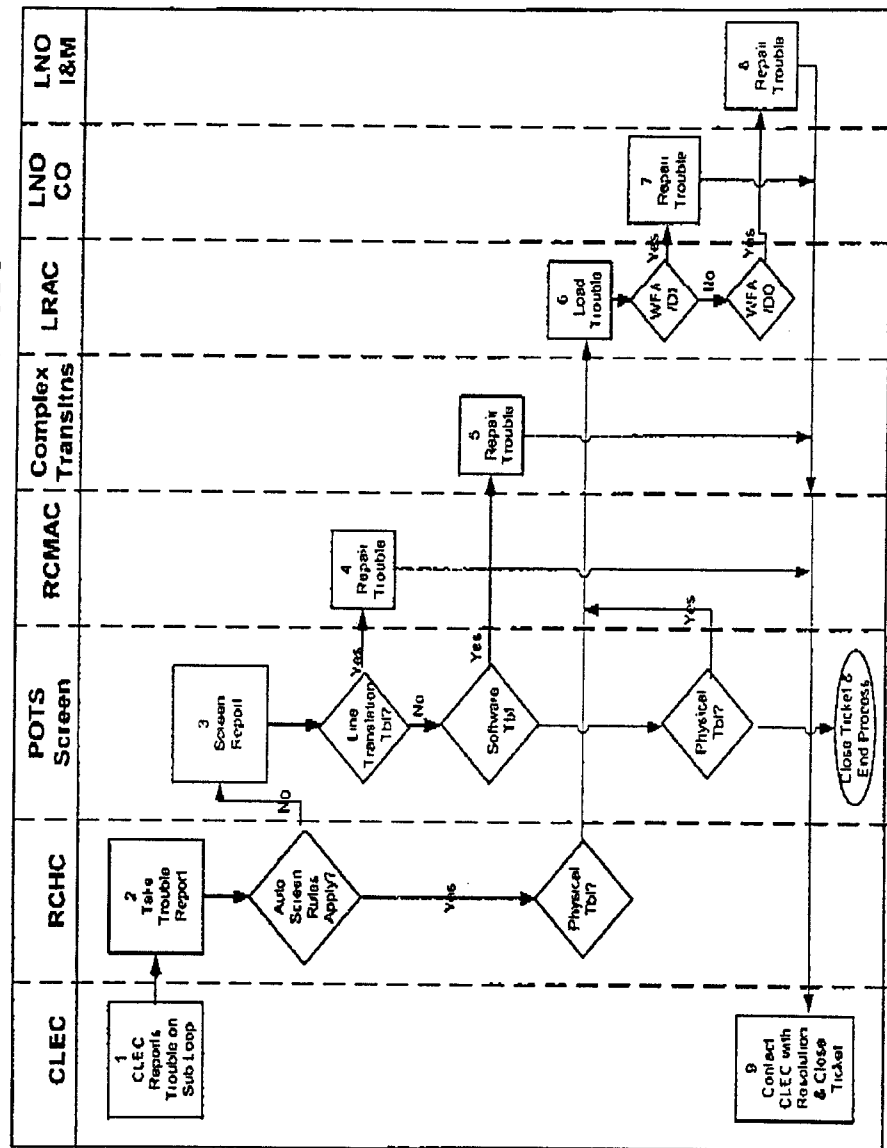 CLEC
RCHC
POTS
Screen
RCMAC
Complex
Transltns
LRAC
LNO
CO
LNO
I&M
1
CLEC
Reports
Trouble on
Sub Loop
2
Take
Trouble
Report
Auto
Screen
Rules
Apply?
No
Yes
3
Screen
Report
Line
Translation
Tbl?
Yes
No
4
Repair
Trouble
Software
Tbl
Yes
5
Repair
Trouble
Physical
Tbl?
Physical
Tbl?
Yes
6
Load
Trouble
WFA
/DI
Yes
No
7
Repair
Trouble
WFA
/DO
Yes
8
Repair
Trouble
9
Contact
CLEC with
Resolution
& Close
Ticket
Close Ticket &
End Process